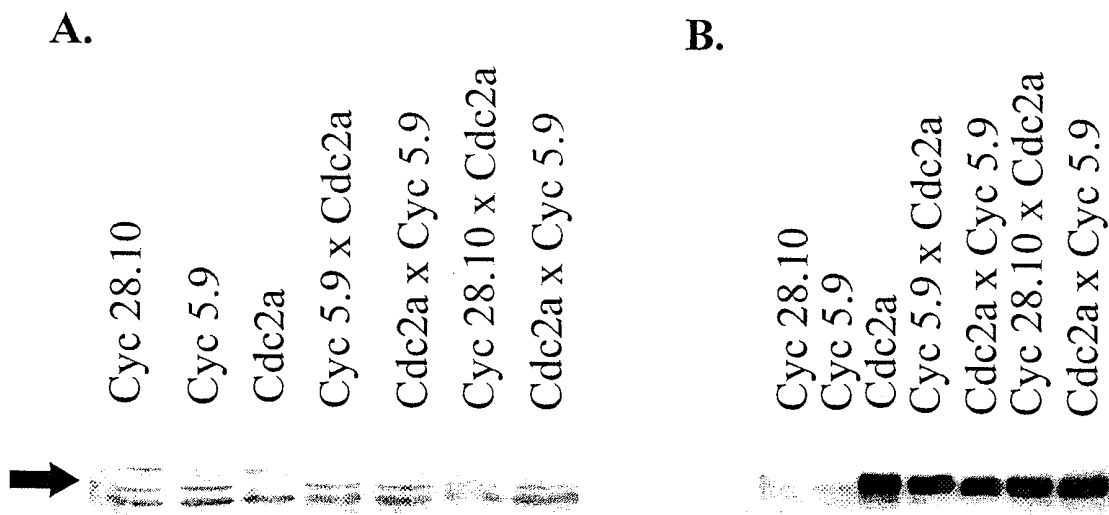 A.
Cyc 28.10
Cyc 5.9
Cdc2a
Cyc 5.9 x Cdc2a
Cdc2a x Cyc 5.9
Cyc 28.10 x Cdc2a
Cdc2a x Cyc 5.9
B.
Cyc 28.10
Cyc 5.9
Cdc2a
Cyc 5.9 x Cdc2a
Cdc2a x Cyc 5.9
Cyc 28.10 x Cdc2a
Cdc2a x Cyc 5.9